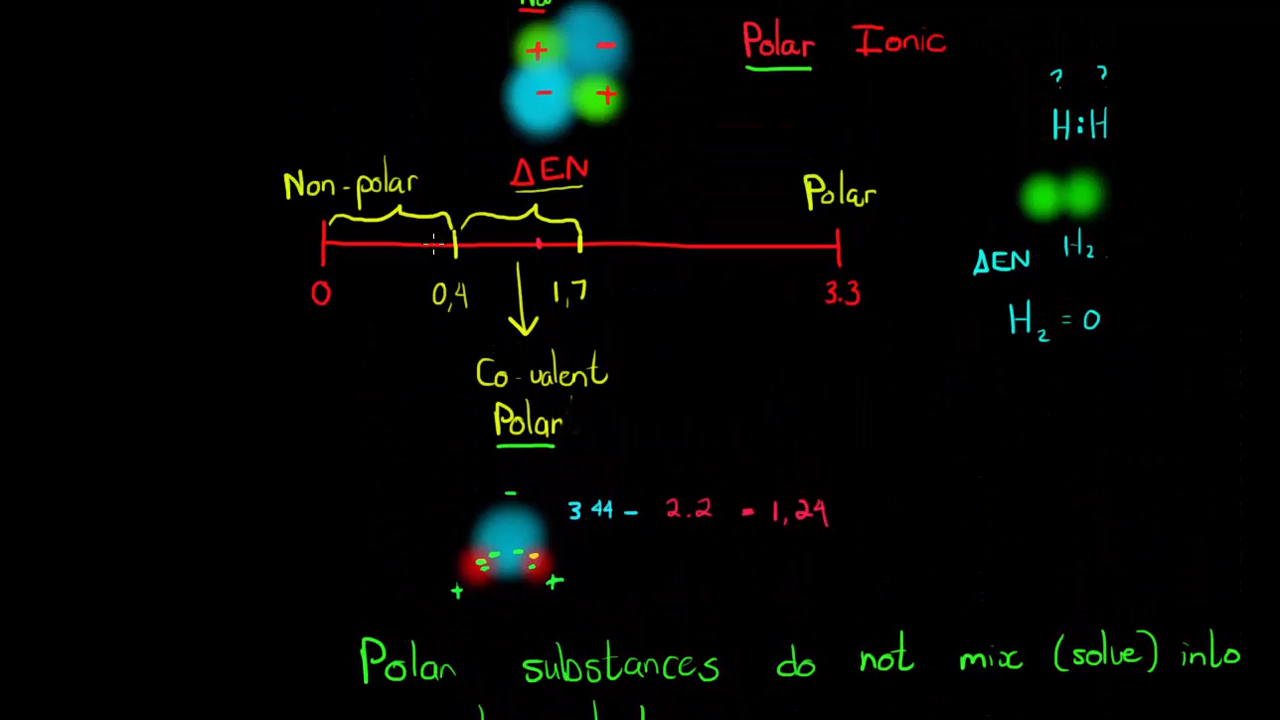 + -
- +
Polar Ionic
? ?
H:H
ΔEN
Non-polar
Polar
0
0,4
1,7
3.3
H₂
ΔEN
H₂ = 0
Co-valent
Polar
-
3 44 - 2.2 = 1,24
+ +
Polan substances do not mix (solve) into